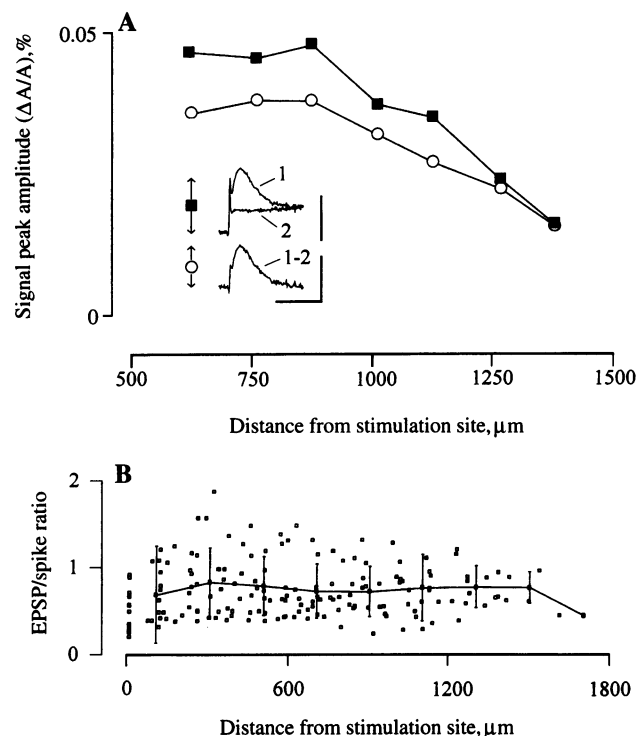 A
0.05
Signal peak amplitude (ΔA/A),%
1
2
1-2
0
500 750 1000 1250 1500
Distance from stimulation site,μm
B
2
EPSP/spike ratio
1
0
0 600 1200 1800
Distance from stimulation site,μm